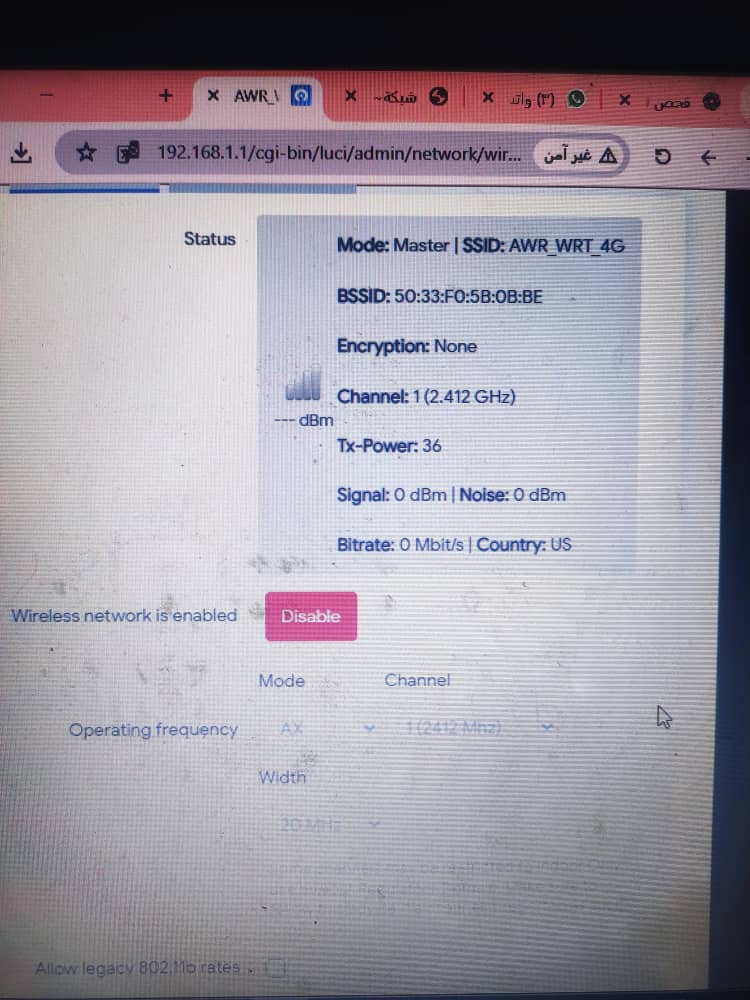 AWR_\
شبكة~
(٣) واتـ
فحص
192.168.1.1/cgi-bin/luci/admin/network/wir...
غير آمن
Status
Mode: Master | SSID: AWR_WRT_4G
BSSID: 50:33:F0:5B:0B:BE
Encryption: None
Channel: 1 (2.412 GHz)
--- dBm
Tx-Power: 36
Signal: 0 dBm | Noise: 0 dBm
Bitrate: 0 Mbit/s | Country: US
Wireless network is enabled
Disable
Mode
Channel
Operating frequency
AX
1 (2412 Mhz)
Width
20 MHz
Allow legacy 802.11b rates